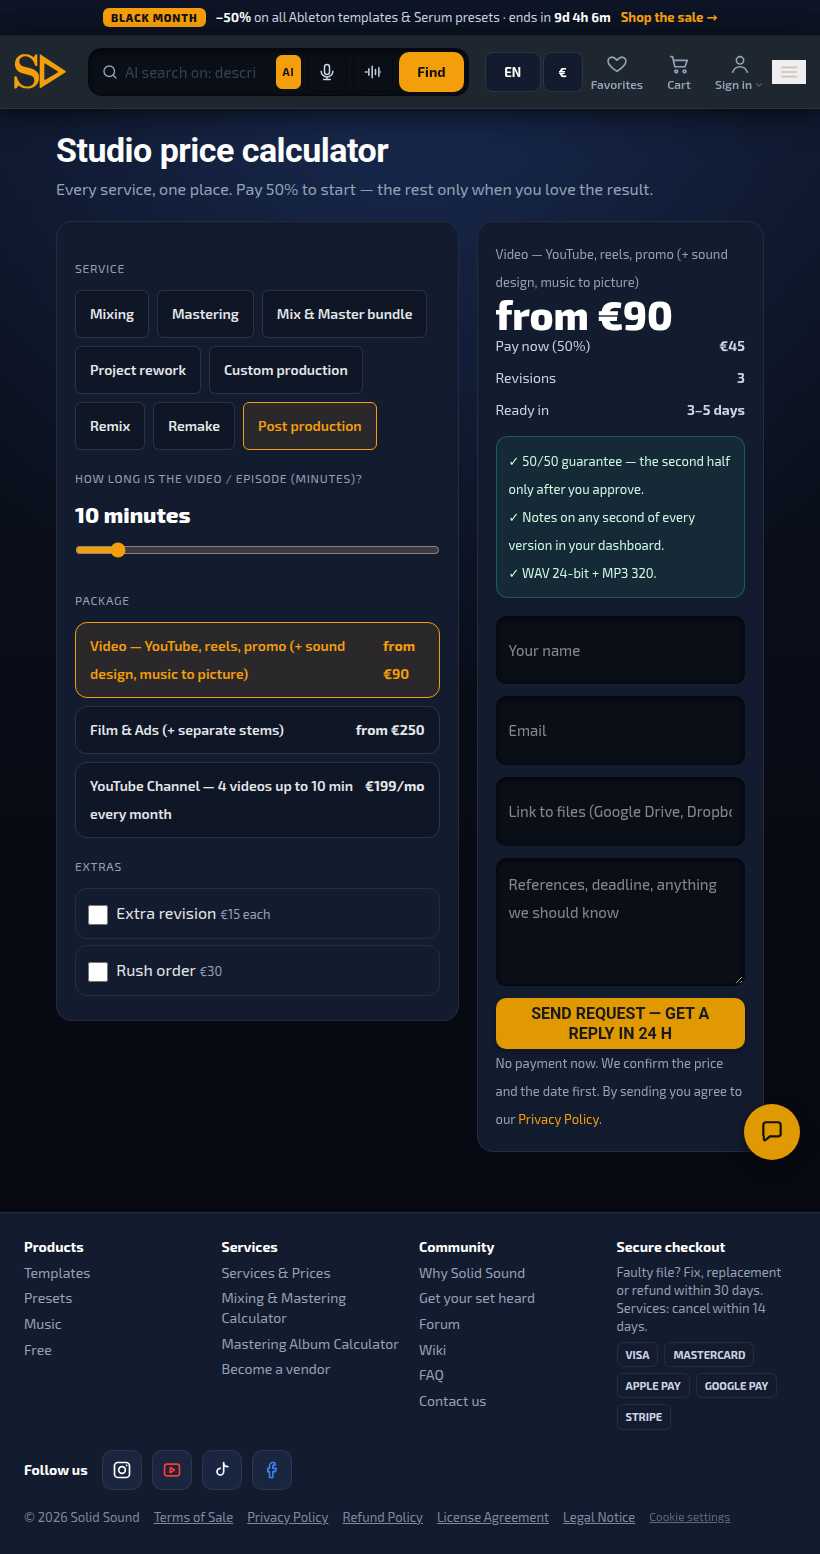 BLACK MONTH −50% on all Ableton templates & Serum presets · ends in 9d 4h 6m Shop the sale →
AI search on: descri AI Find EN € Favorites Cart Sign in
Studio price calculator
Every service, one place. Pay 50% to start — the rest only when you love the result.
SERVICE
Mixing Mastering Mix & Master bundle
Project rework Custom production
Remix Remake Post production
HOW LONG IS THE VIDEO / EPISODE (MINUTES)?
10 minutes
PACKAGE
Video — YouTube, reels, promo (+ sound from
design, music to picture) €90
Film & Ads (+ separate stems) from €250
YouTube Channel — 4 videos up to 10 min €199/mo
every month
EXTRAS
Extra revision €15 each
Rush order €30
Video — YouTube, reels, promo (+ sound
design, music to picture)
from €90
Pay now (50%) €45
Revisions 3
Ready in 3–5 days
✓ 50/50 guarantee — the second half
only after you approve.
✓ Notes on any second of every
version in your dashboard.
✓ WAV 24-bit + MP3 320.
Your name
Email
Link to files (Google Drive, Dropbo
References, deadline, anything
we should know
SEND REQUEST — GET A
REPLY IN 24 H
No payment now. We confirm the price
and the date first. By sending you agree to
our Privacy Policy.
Products
Templates
Presets
Music
Free
Services
Services & Prices
Mixing & Mastering
Calculator
Mastering Album Calculator
Become a vendor
Community
Why Solid Sound
Get your set heard
Forum
Wiki
FAQ
Contact us
Secure checkout
Faulty file? Fix, replacement
or refund within 30 days.
Services: cancel within 14
days.
VISA MASTERCARD
APPLE PAY GOOGLE PAY
STRIPE
Follow us
© 2026 Solid Sound Terms of Sale Privacy Policy Refund Policy License Agreement Legal Notice Cookie settings